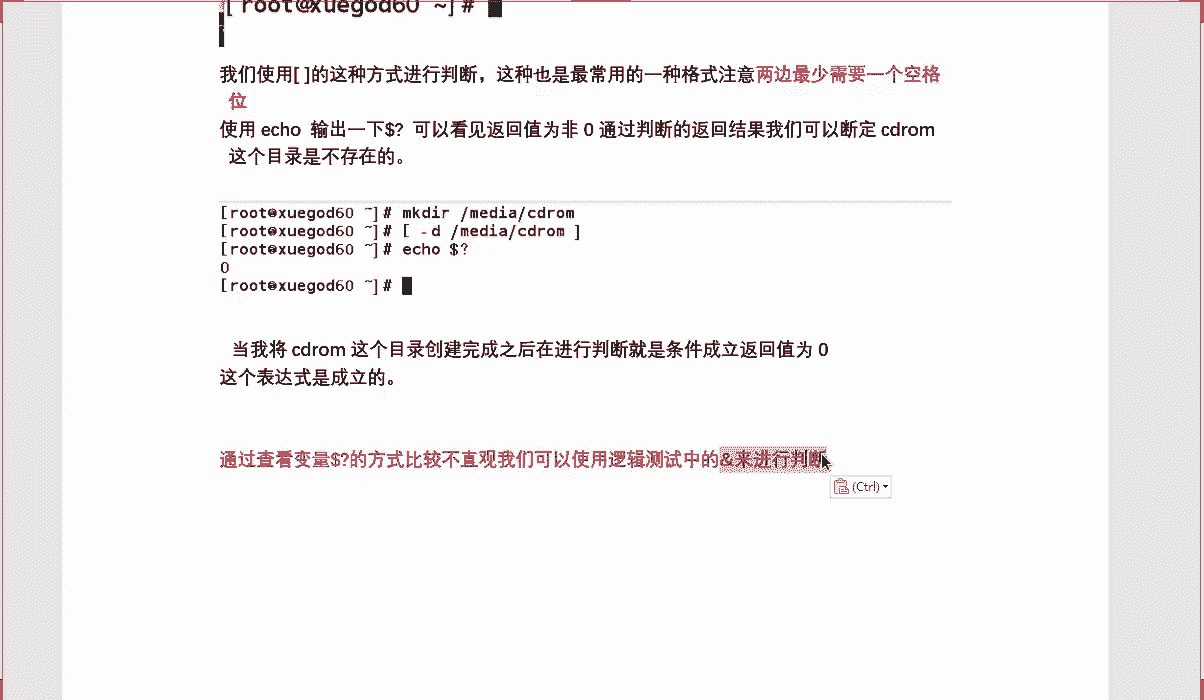 [root@xuegod60 ~]#
我们使用[ ]的这种方式进行判断，这种也是最常用的一种格式注意两边最少需要一个空格
位
使用 echo 输出一下$? 可以看见返回值为非 0 通过判断的返回结果我们可以断定 cdrom
这个目录是不存在的。
[root@xuegod60 ~]# mkdir /media/cdrom
[root@xuegod60 ~]# [ -d /media/cdrom ]
[root@xuegod60 ~]# echo $?
0
[root@xuegod60 ~]#
当我将 cdrom 这个目录创建完成之后在进行判断就是条件成立返回值为 0
这个表达式是成立的。
通过查看变量$?的方式比较不直观我们可以使用逻辑测试中的&来进行判断
(Ctrl)